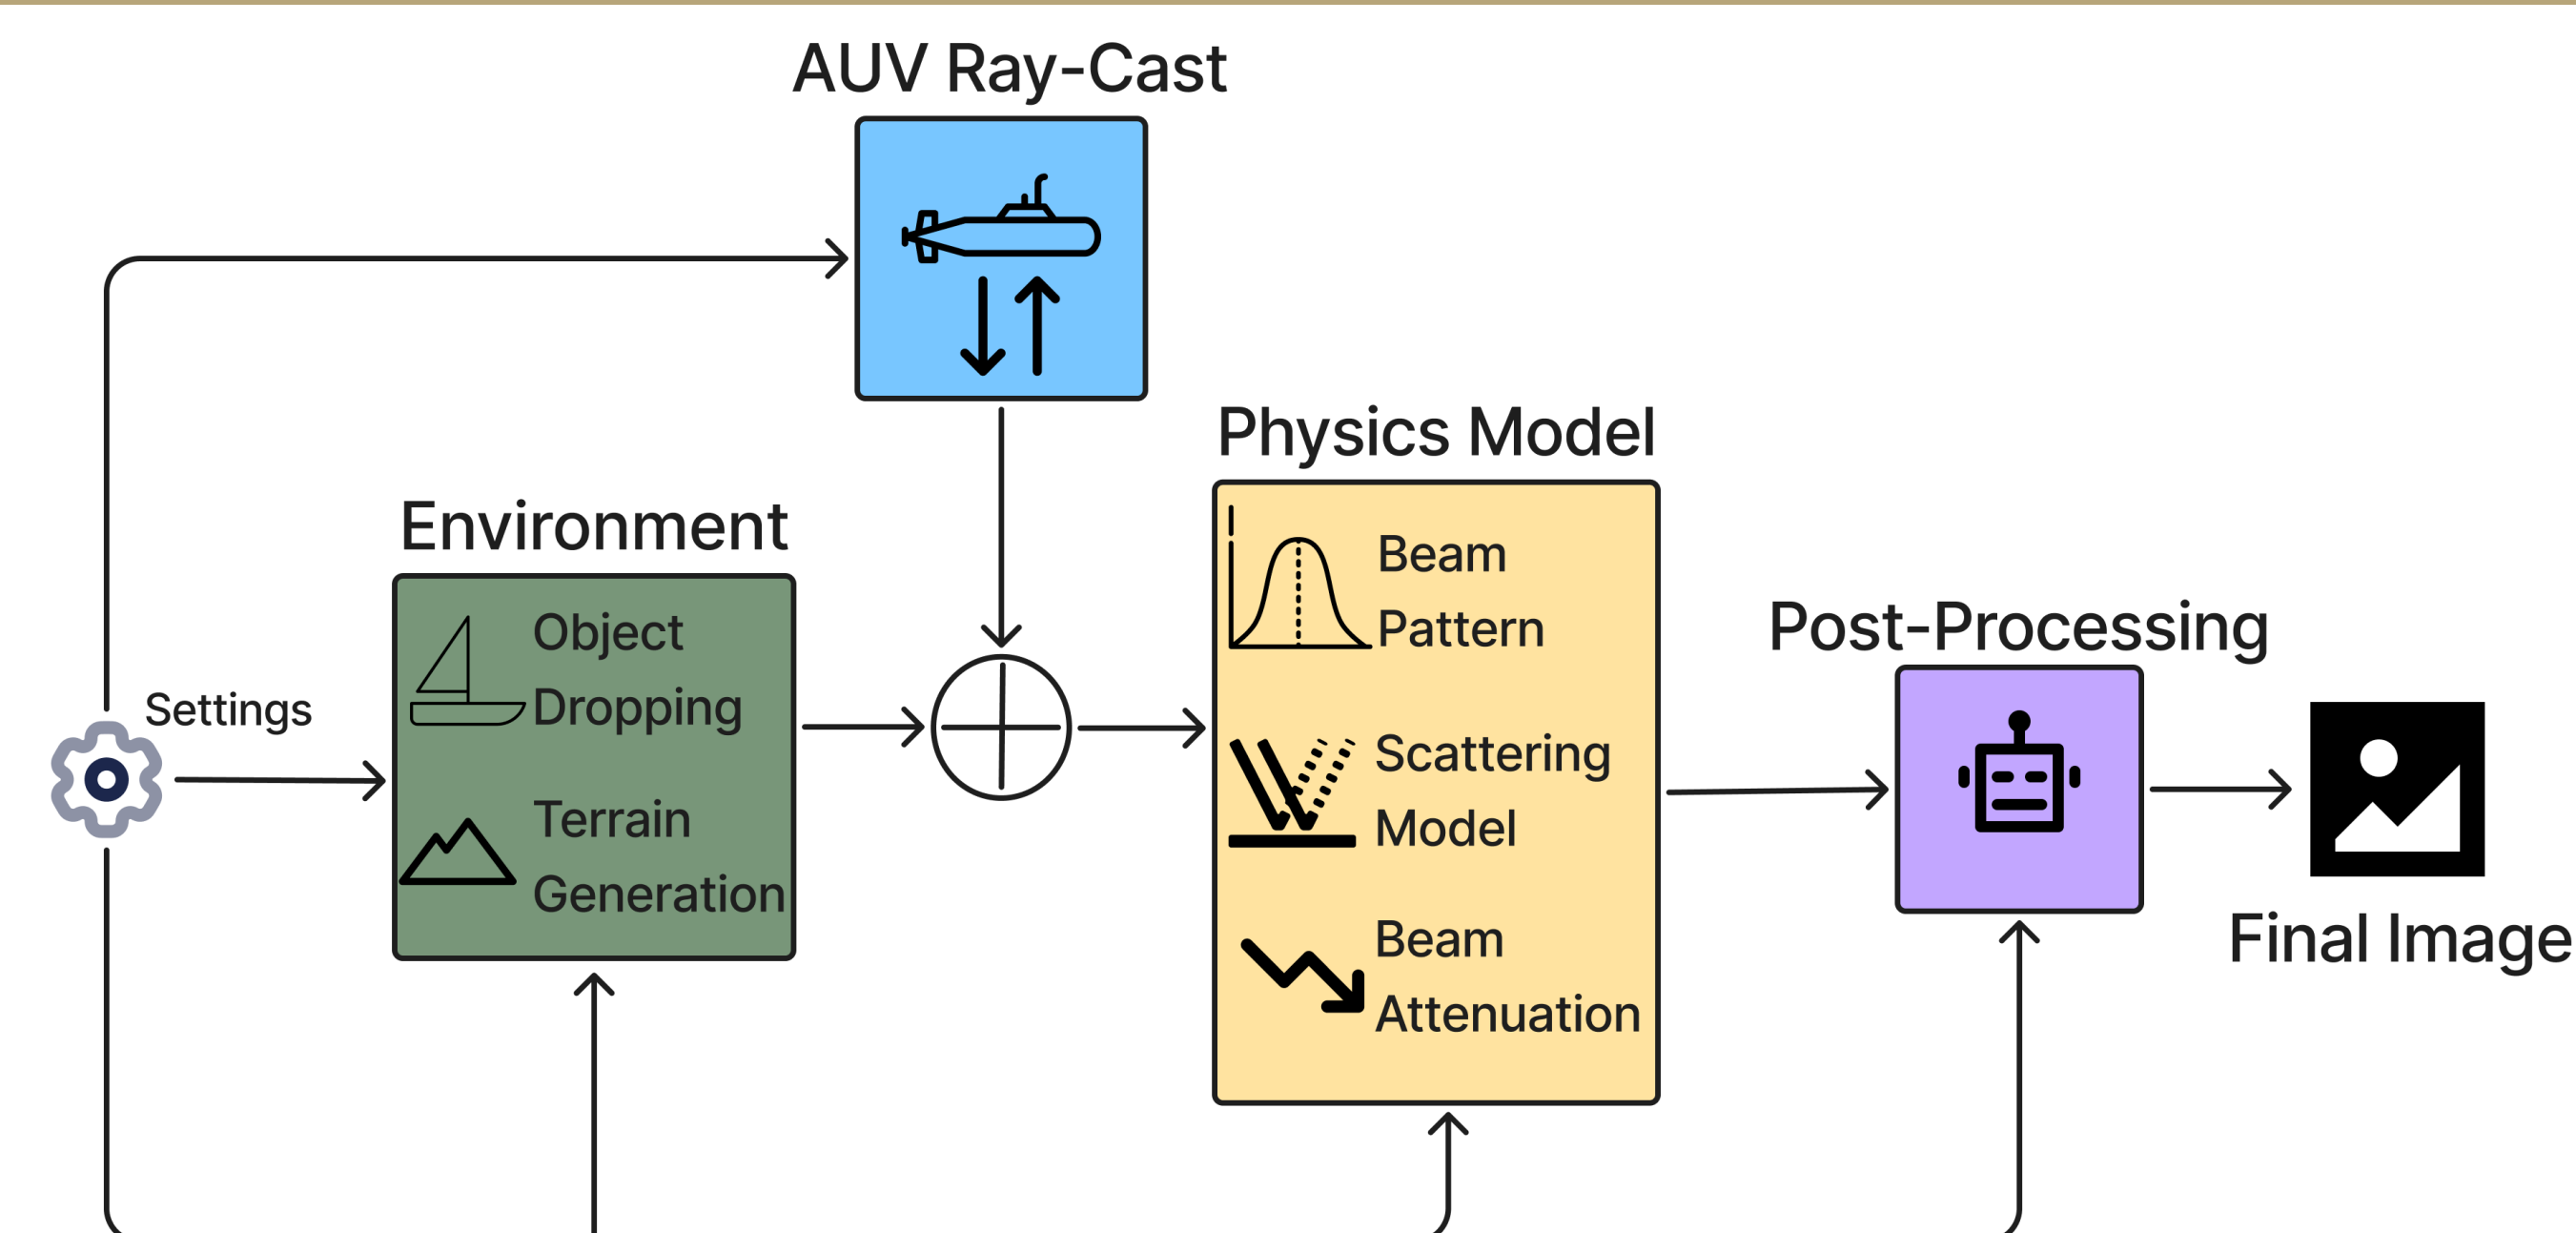 AUV Ray-Cast
Physics Model
Environment
Beam
Pattern
Object
Dropping
Post-Processing
Settings
Scattering
Model
Terrain
Generation
Beam
Attenuation
Final Image